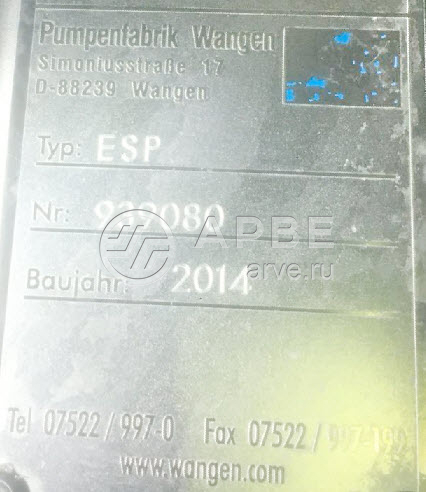 Pumpenfabrik Wangen
Simoniusstraße 17
D-88239 Wangen
Typ: ESP
Nr: 939080
АРВЕ
arve.ru
Baujahr: 2014
Tel 07522 / 997-0 Fax 07522 /
www.wangen.com